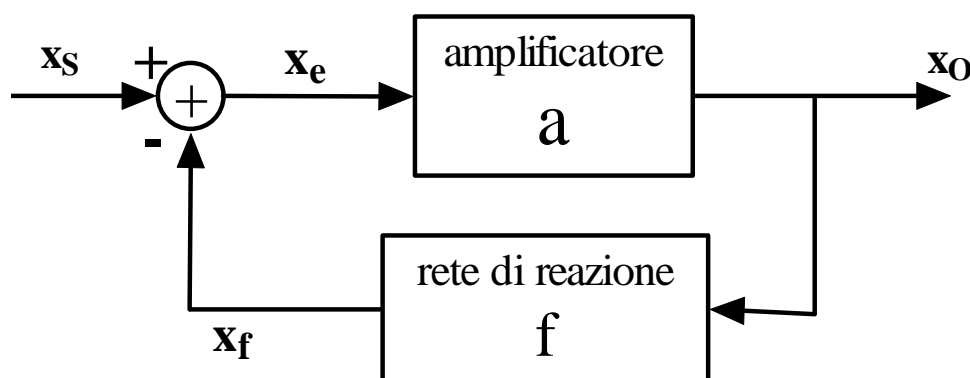 xS
+
+
-
xe
amplificatore
a
xO
rete di reazione
f
xf